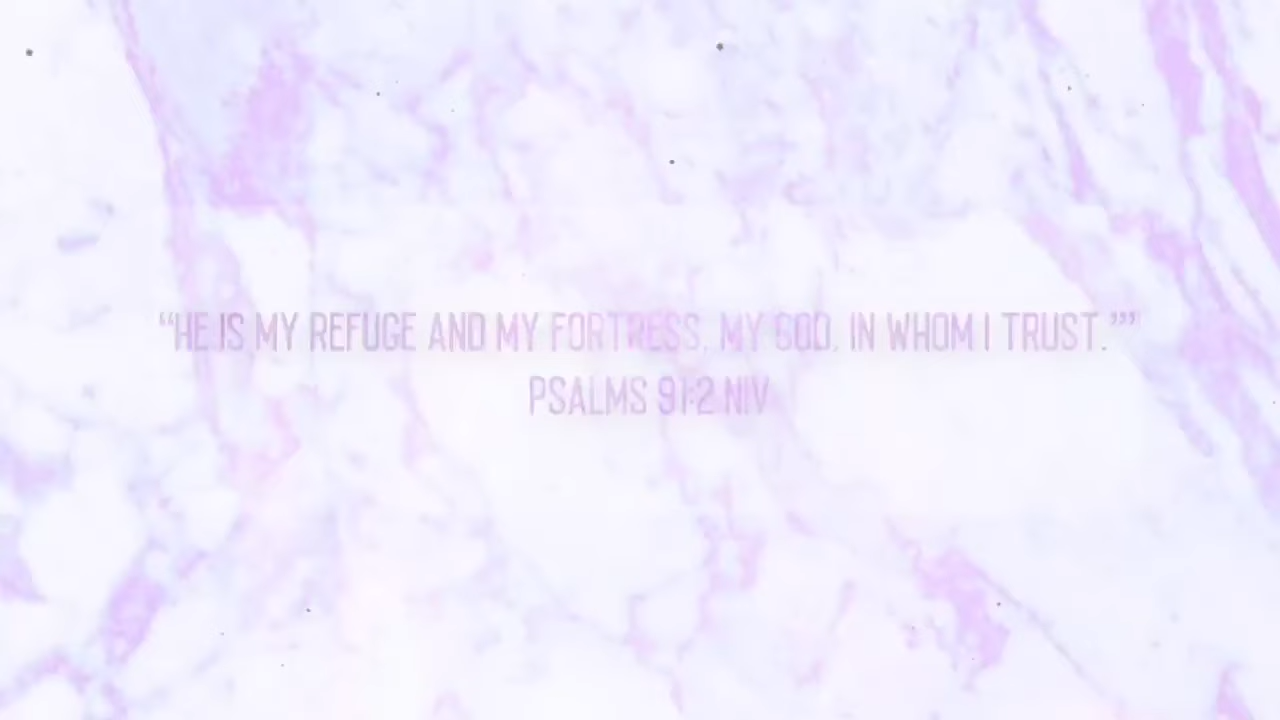 “HE IS MY REFUGE AND MY FORTRESS, MY GOD, IN WHOM I TRUST.”’”
PSALMS 91:2 NIV